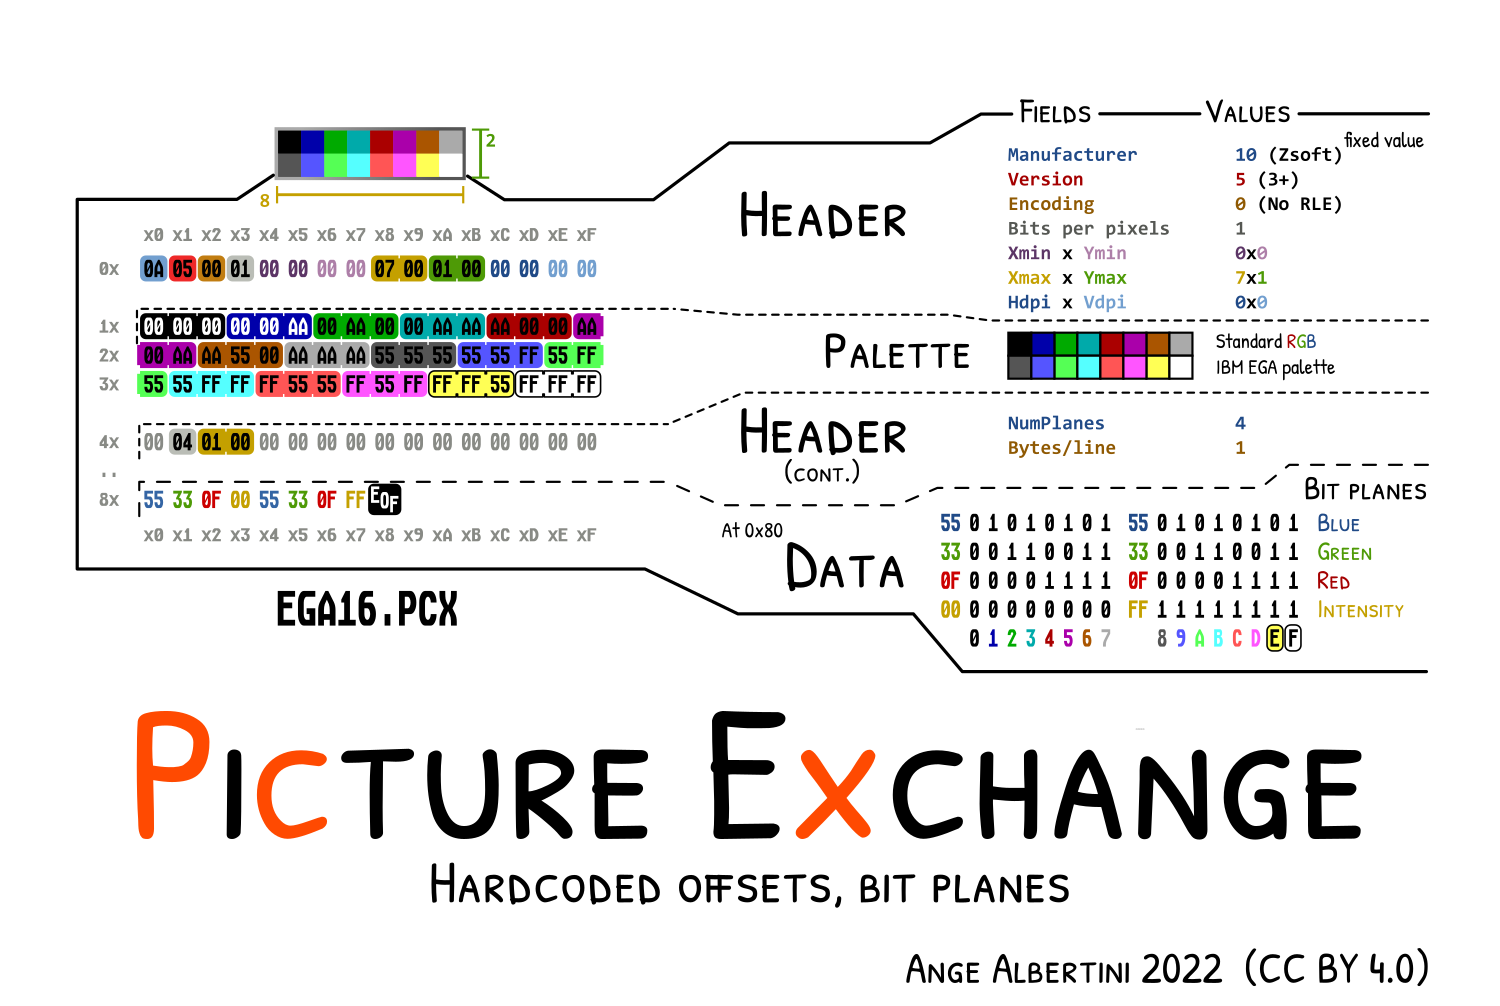 FIELDS VALUES
fixed value
Manufacturer 10 (Zsoft)
Version 5 (3+)
Encoding 0 (No RLE)
Bits per pixels 1
Xmin x Ymin 0x0
Xmax x Ymax 7x1
Hdpi x Vdpi 0x0
HEADER
2
8
x0 x1 x2 x3 x4 x5 x6 x7 x8 x9 xA xB xC xD xE xF
0x 0A 05 00 01 00 00 00 00 07 00 01 00 00 00 00 00
1x 00 00 00 00 00 AA 00 AA 00 00 AA AA AA 00 00 AA
2x 00 AA AA 55 00 AA AA AA 55 55 55 55 55 FF 55 FF
3x 55 55 FF FF FF 55 55 FF 55 FF FF FF 55 FF FF FF
4x 00 04 01 00 00 00 00 00 00 00 00 00 00 00 00 00
..
8x 55 33 0F 00 55 33 0F FF EOF
x0 x1 x2 x3 x4 x5 x6 x7 x8 x9 xA xB xC xD xE xF
EGA16.PCX
PALETTE
Standard RGB
IBM EGA palette
HEADER
(CONT.)
NumPlanes 4
Bytes/line 1
BIT PLANES
At 0x80
DATA
55 0 1 0 1 0 1 0 1 55 0 1 0 1 0 1 0 1 BLUE
33 0 0 1 1 0 0 1 1 33 0 0 1 1 0 0 1 1 GREEN
0F 0 0 0 0 1 1 1 1 0F 0 0 0 0 1 1 1 1 RED
00 0 0 0 0 0 0 0 0 FF 1 1 1 1 1 1 1 1 INTENSITY
0 1 2 3 4 5 6 7 8 9 A B C D E F
PICTURE EXCHANGE
HARDCODED OFFSETS, BIT PLANES
ANGE ALBERTINI 2022 (CC BY 4.0)